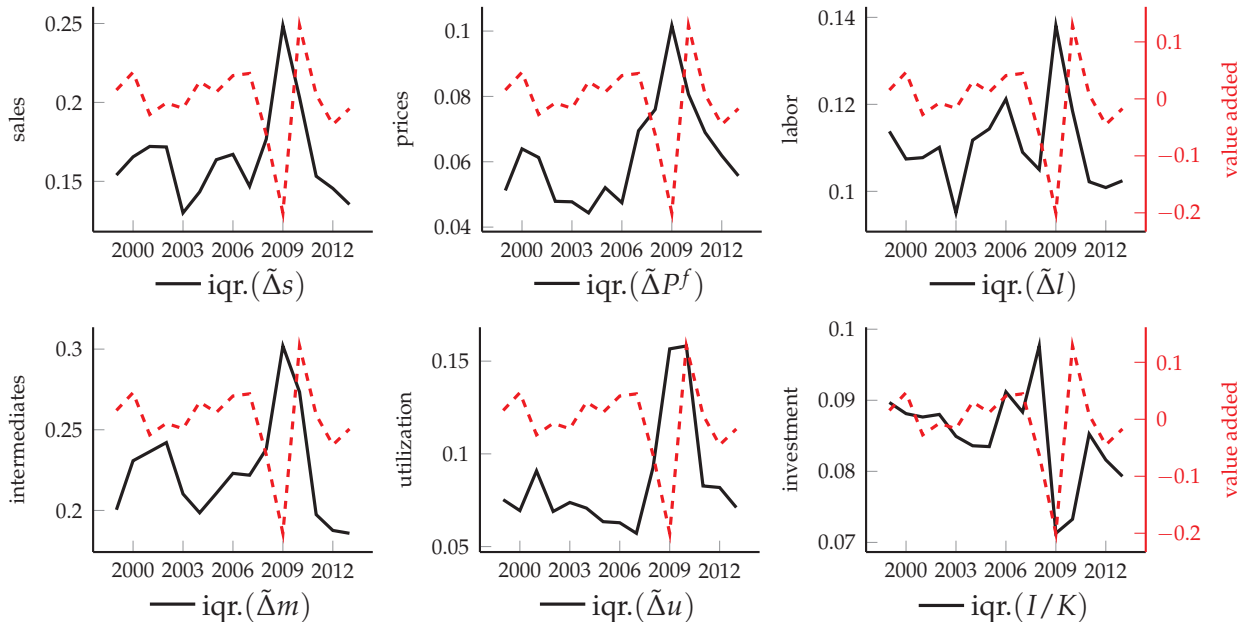 sales
0.25
0.2
0.15
2000 2003 2006 2009 2012
iqr.(Δ̃s)
prices
0.1
0.08
0.06
0.04
2000 2003 2006 2009 2012
iqr.(Δ̃P^f)
labor
0.14
0.12
0.1
2000 2003 2006 2009 2012
iqr.(Δ̃l)
0.1
0
−0.1
−0.2
value added
intermediates
0.3
0.25
0.2
2000 2003 2006 2009 2012
iqr.(Δ̃m)
utilization
0.15
0.1
0.05
2000 2003 2006 2009 2012
iqr.(Δ̃u)
investment
0.1
0.09
0.08
0.07
2000 2003 2006 2009 2012
iqr.(I/K)
0.1
0
−0.1
−0.2
value added